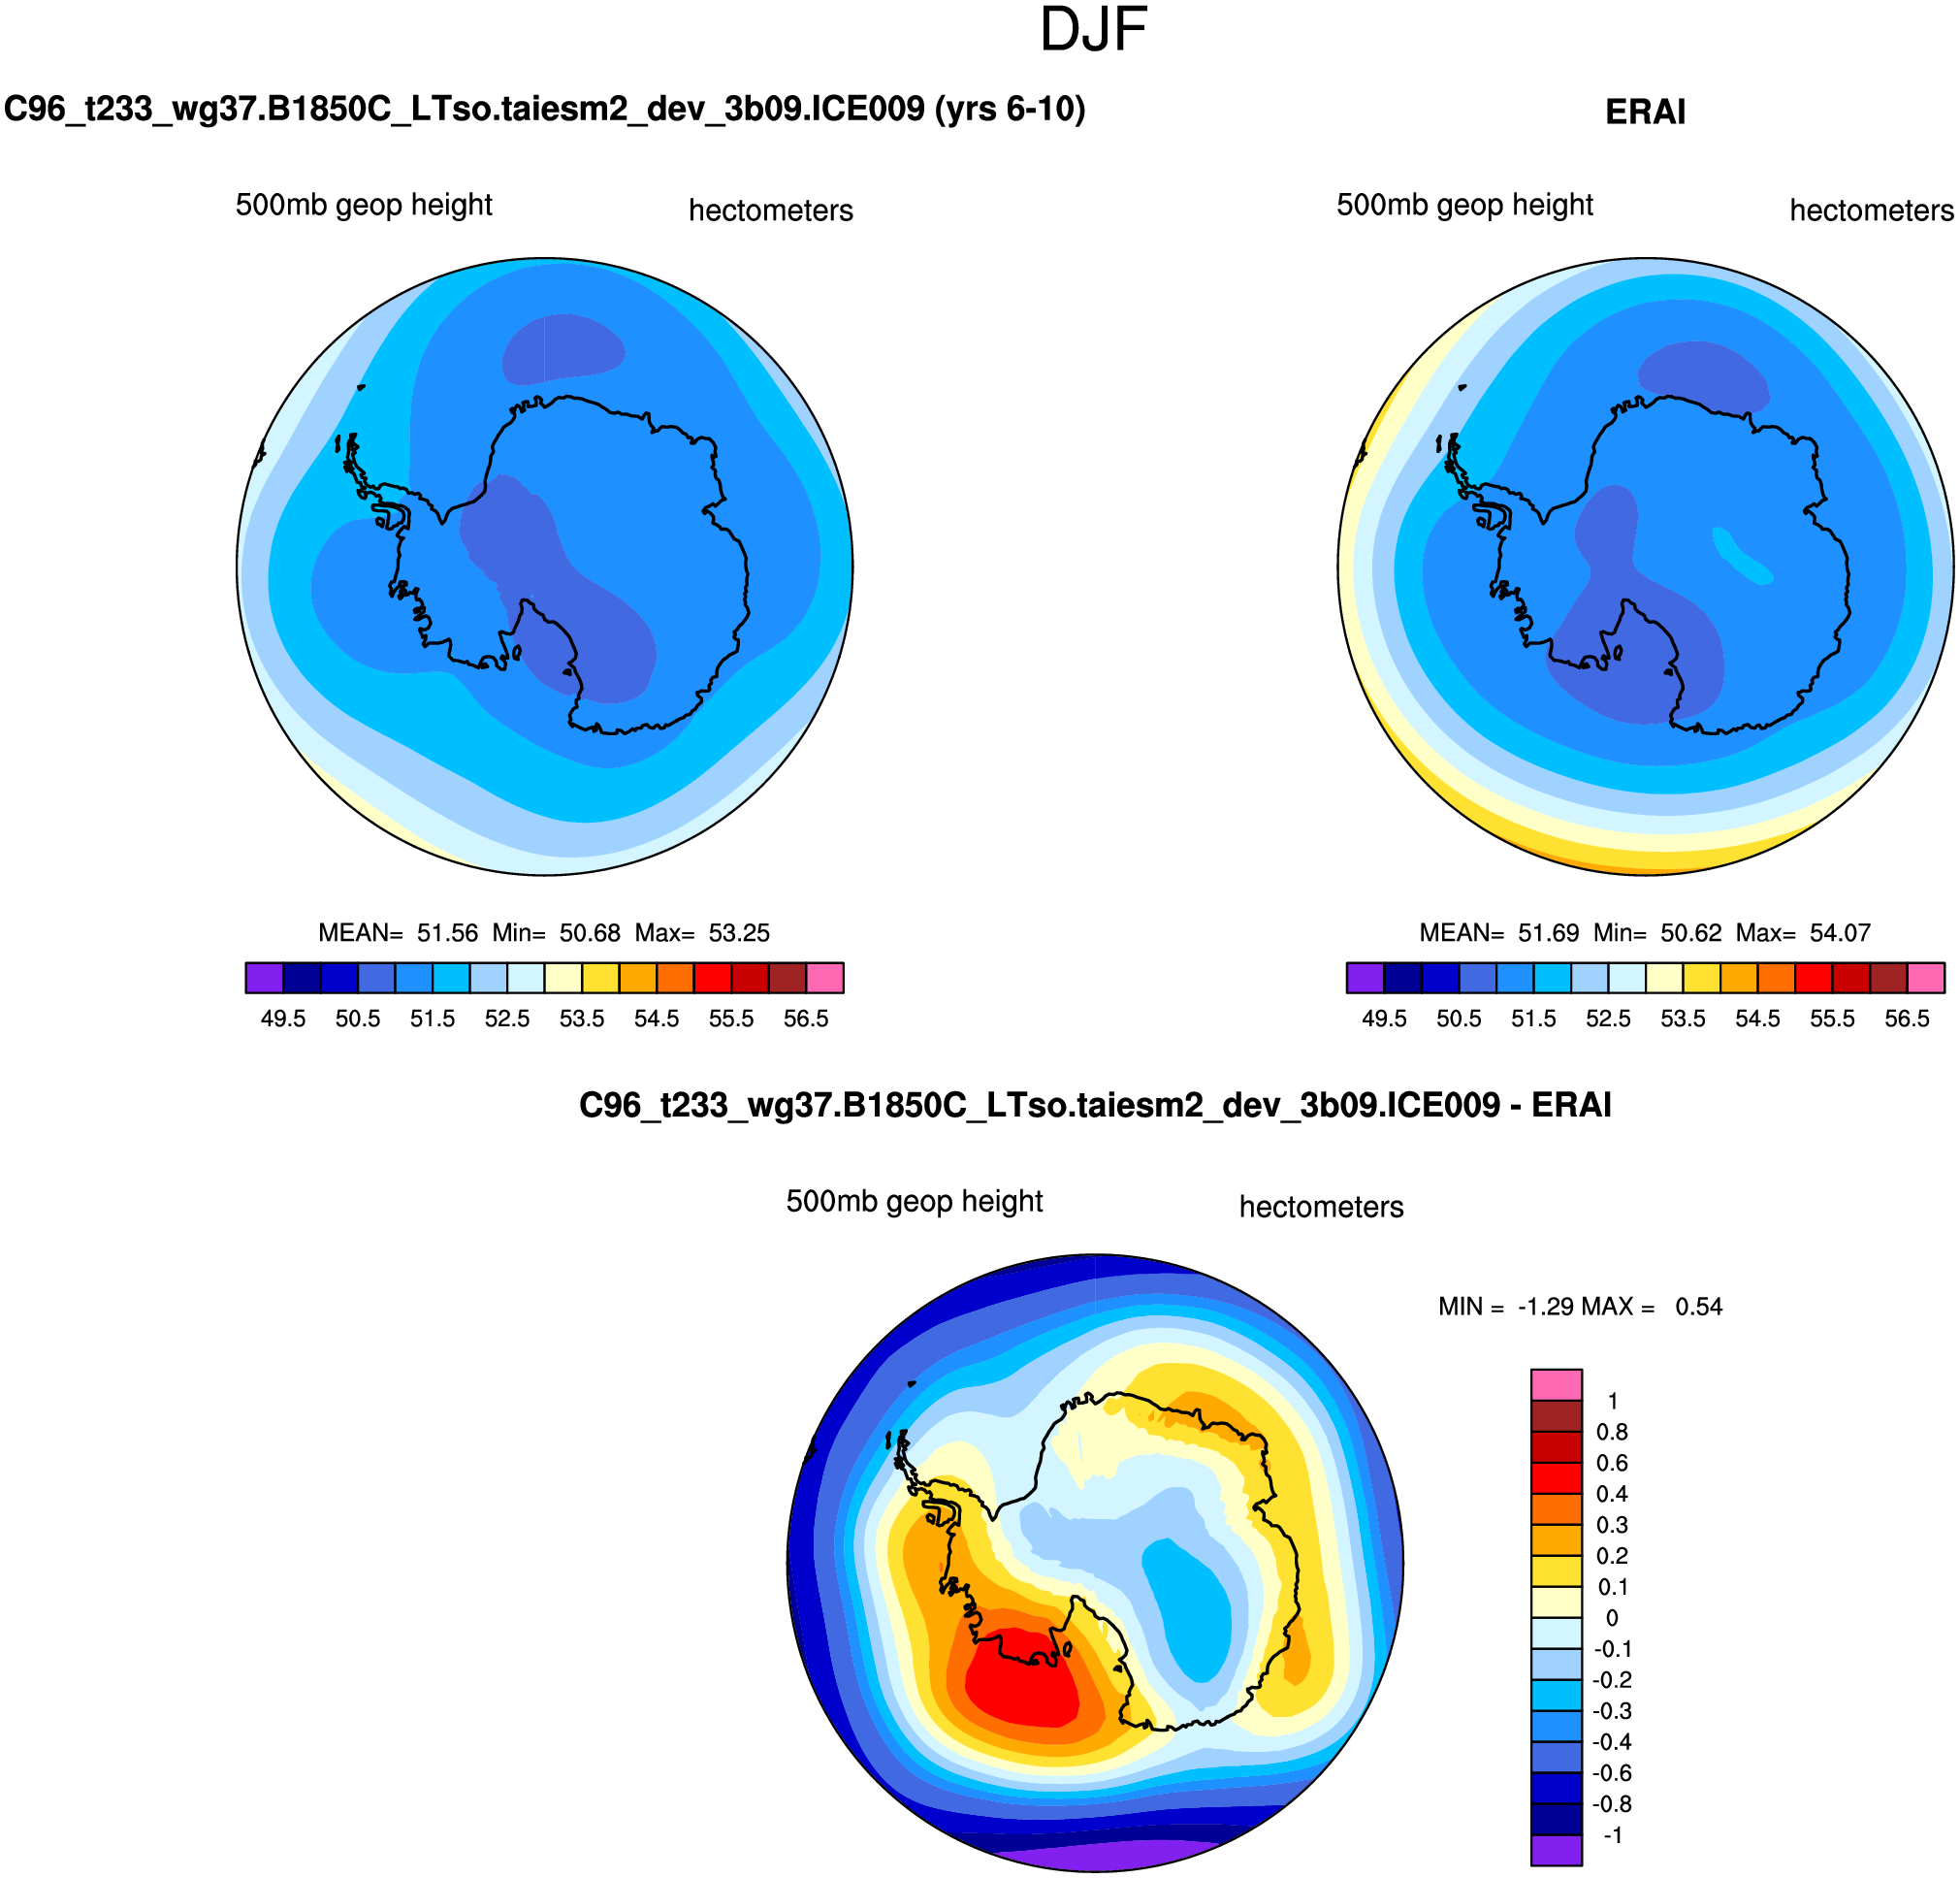 DJF
C96_t233_wg37.B1850C_LTso.taiesm2_dev_3b09.ICE009 (yrs 6-10)
ERAI
500mb geop height hectometers
500mb geop height hectometers
MEAN= 51.56 Min= 50.68 Max= 53.25
MEAN= 51.69 Min= 50.62 Max= 54.07
49.5 50.5 51.5 52.5 53.5 54.5 55.5 56.5
49.5 50.5 51.5 52.5 53.5 54.5 55.5 56.5
C96_t233_wg37.B1850C_LTso.taiesm2_dev_3b09.ICE009 - ERAI
500mb geop height hectometers
MIN = -1.29 MAX = 0.54
1
0.8
0.6
0.4
0.3
0.2
0.1
0
-0.1
-0.2
-0.3
-0.4
-0.6
-0.8
-1